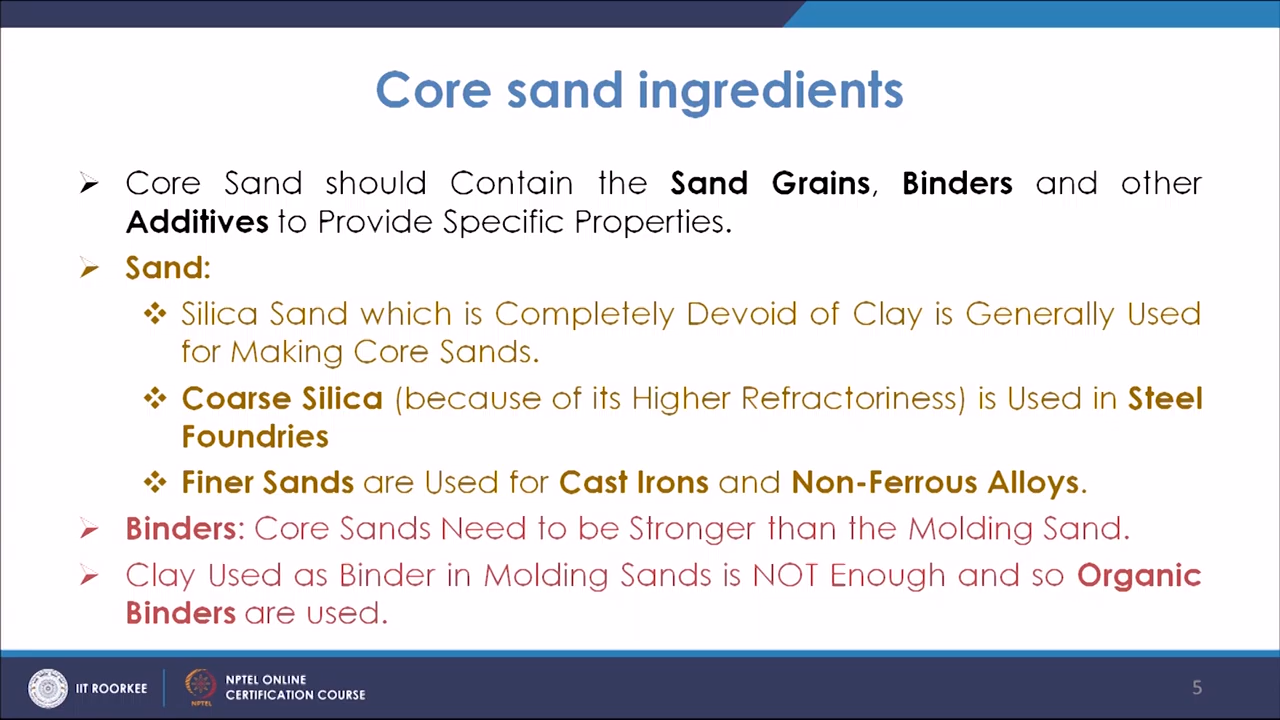 Core sand ingredients
Core Sand should Contain the Sand Grains, Binders and other
Additives to Provide Specific Properties.
Sand:
Silica Sand which is Completely Devoid of Clay is Generally Used
for Making Core Sands.
Coarse Silica (because of its Higher Refractoriness) is Used in Steel
Foundries
Finer Sands are Used for Cast Irons and Non-Ferrous Alloys.
Binders: Core Sands Need to be Stronger than the Molding Sand.
Clay Used as Binder in Molding Sands is NOT Enough and so Organic
Binders are used.
IIT ROORKEE
NPTEL
NPTEL ONLINE
CERTIFICATION COURSE
5